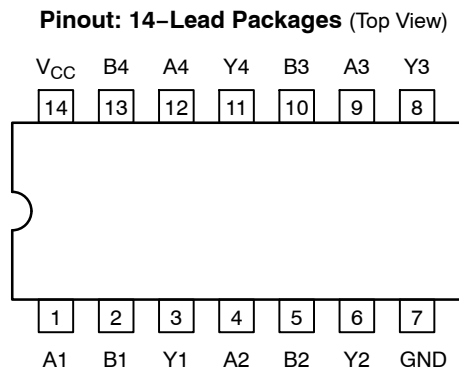 Pinout: 14–Lead Packages (Top View)
VCC B4 A4 Y4 B3 A3 Y3
14 13 12 11 10 9 8
1 2 3 4 5 6 7
A1 B1 Y1 A2 B2 Y2 GND